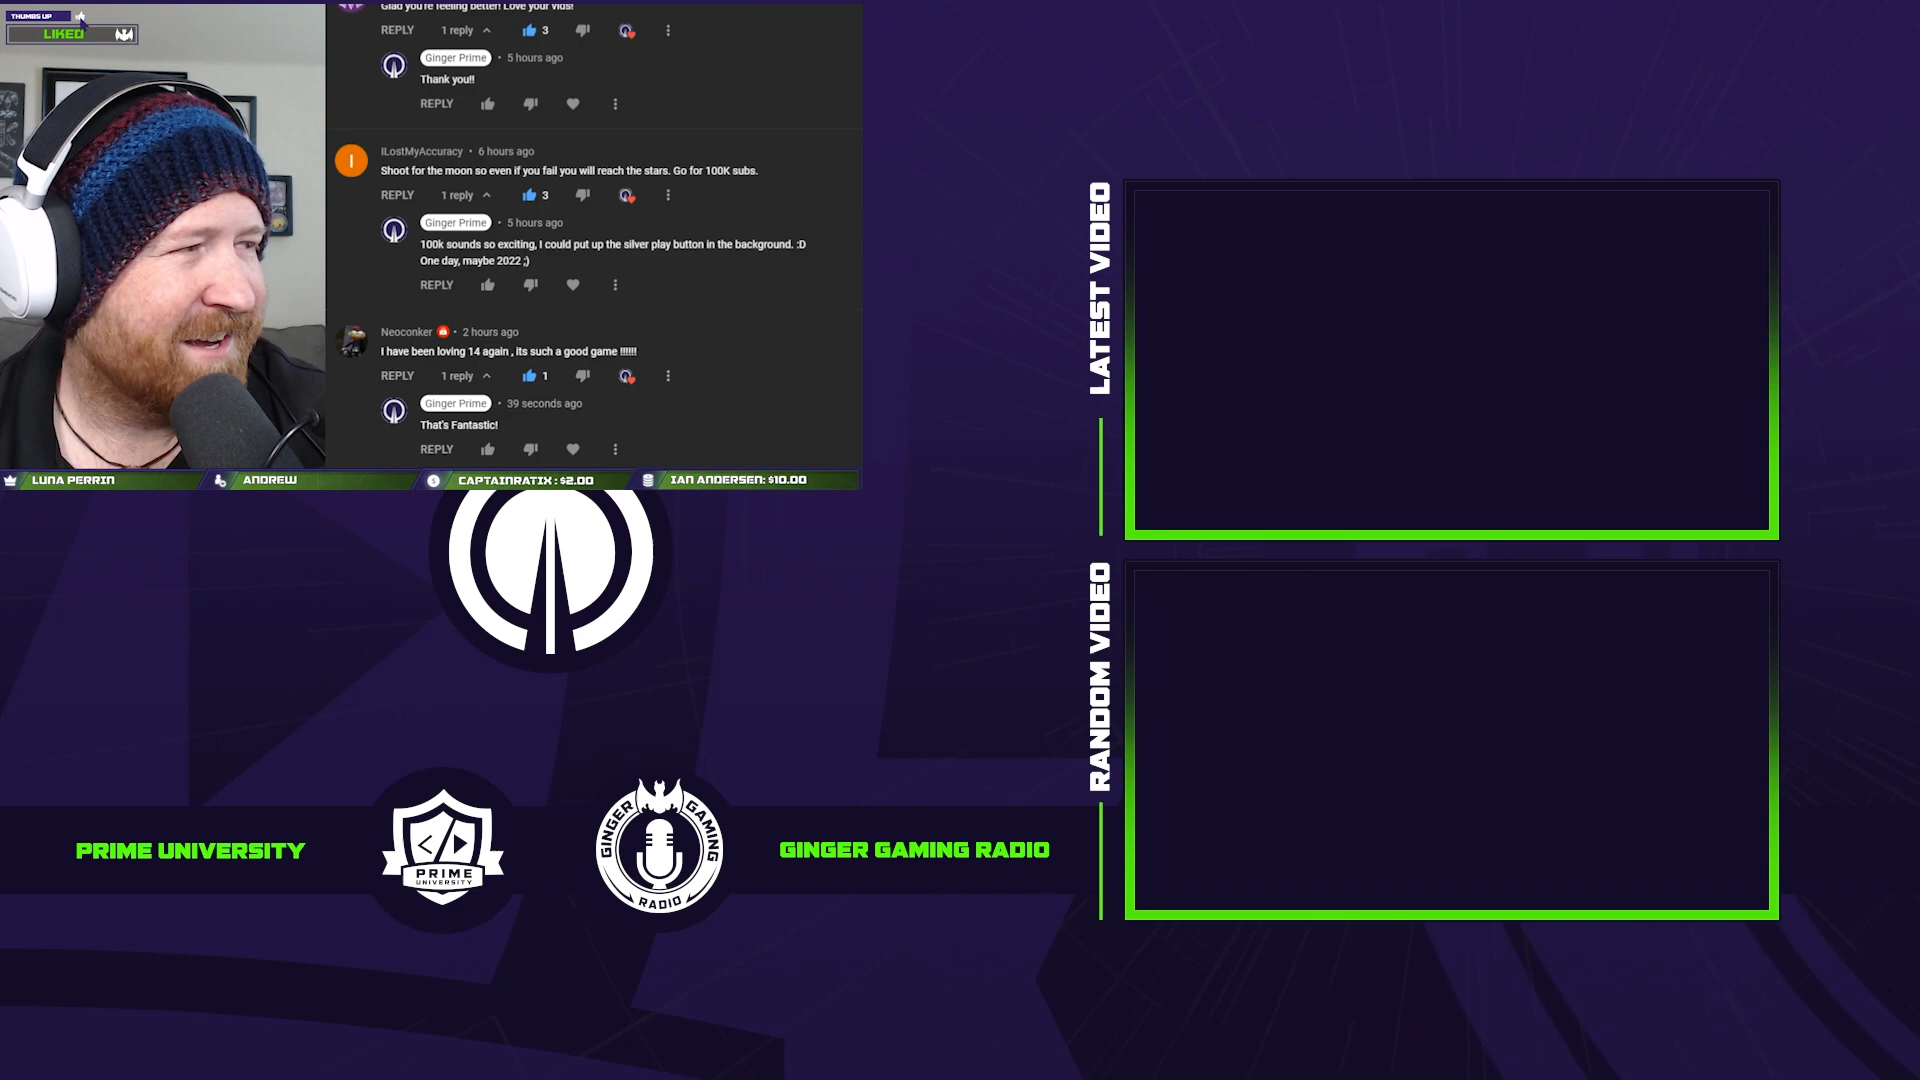 THUMBS UP
LIKED
Glad you're feeling better! Love your vids!
REPLY 1 reply 3
Ginger Prime • 5 hours ago
Thank you!!
REPLY
I
ILostMyAccuracy • 6 hours ago
Shoot for the moon so even if you fail you will reach the stars. Go for 100K subs.
REPLY 1 reply 3
Ginger Prime • 5 hours ago
100k sounds so exciting, I could put up the silver play button in the background. :D
One day, maybe 2022 ;)
REPLY
Neoconker • 2 hours ago
I have been loving 14 again , its such a good game !!!!!!
REPLY 1 reply 1
Ginger Prime • 39 seconds ago
That's Fantastic!
REPLY
LUNA PERRIN ANDREW CAPTAINRATIX : $2.00 IAN ANDERSEN: $10.00
LATEST VIDEO
RANDOM VIDEO
PRIME UNIVERSITY
PRIME
UNIVERSITY
GINGER GAMING
RADIO
GINGER GAMING RADIO